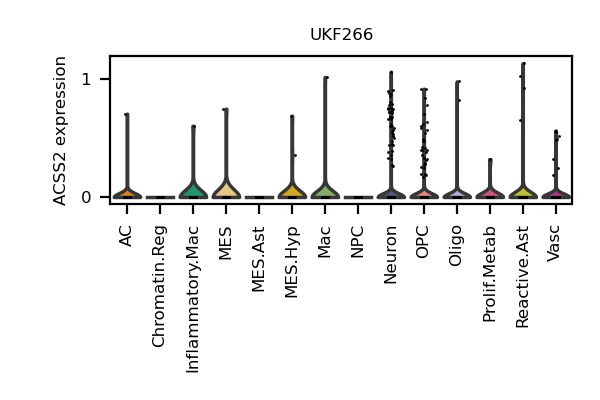 UKF266
ACSS2 expression
1
0
AC
Chromatin.Reg
Inflammatory.Mac
MES
MES.Ast
MES.Hyp
Mac
NPC
Neuron
OPC
Oligo
Prolif.Metab
Reactive.Ast
Vasc